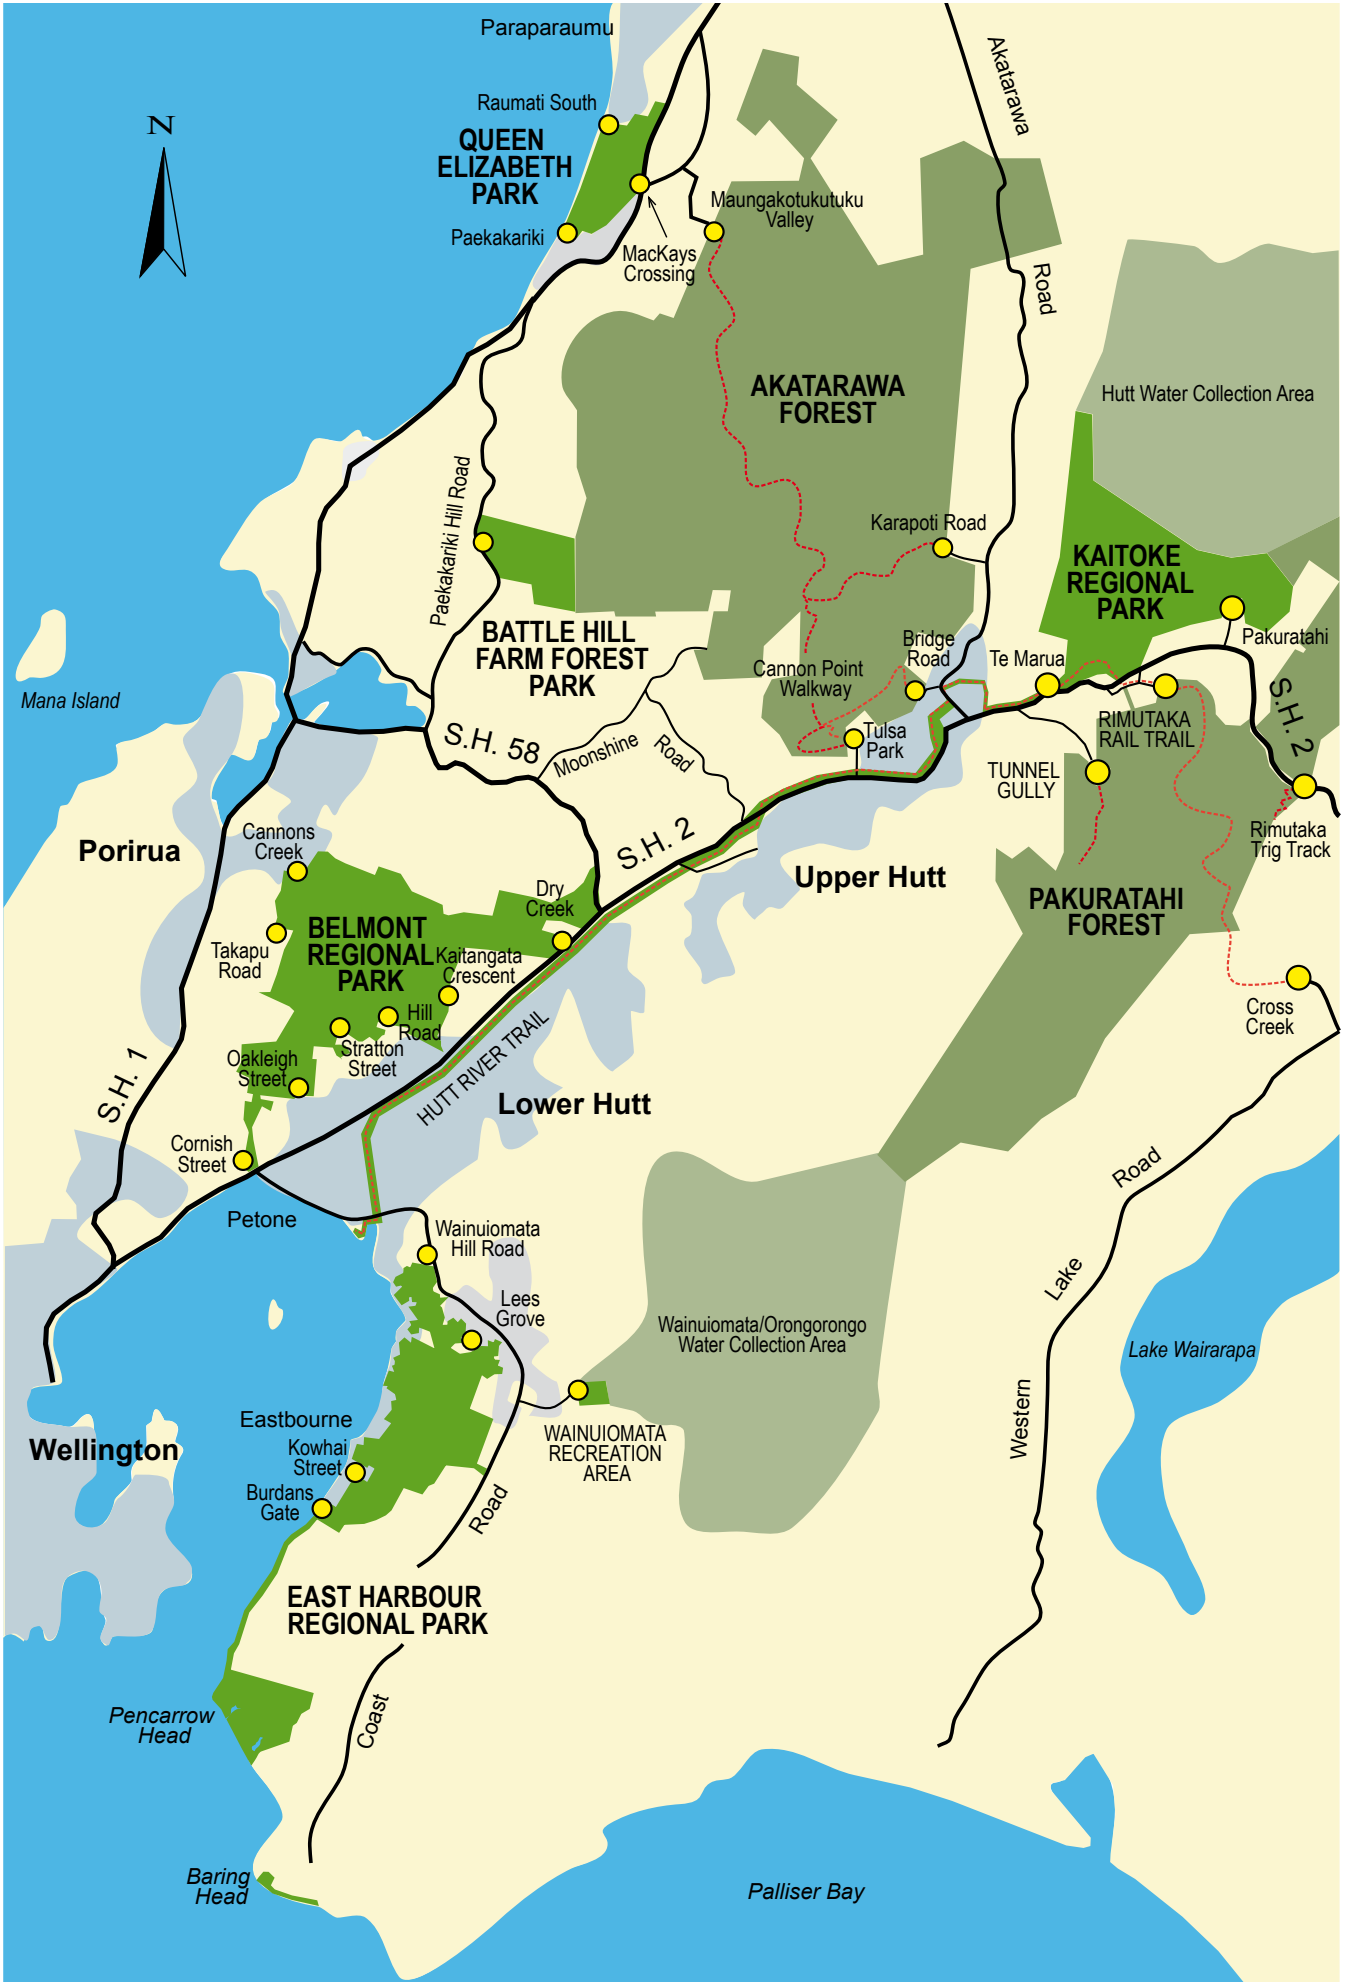 Paraparaumu
Akatarawa
Raumati South
N
QUEEN
ELIZABETH
PARK
Maungakotukutuku
Valley
Paekakariki
MacKays
Crossing
Road
AKATARAWA
FOREST
Hutt Water Collection Area
Paekakariki Hill Road
Karapoti Road
KAITOKE
REGIONAL
PARK
BATTLE HILL
FARM FOREST
PARK
Bridge
Road
Pakuratahi
Te Marua
Cannon Point
Walkway
Mana Island
S.H. 2
RIMUTAKA
RAIL TRAIL
S.H. 58
Moonshine
Road
Tulsa
Park
TUNNEL
GULLY
Cannons
Creek
Porirua
S.H. 2
Rimutaka
Trig Track
Upper Hutt
Dry
Creek
PAKURATAHI
FOREST
BELMONT
REGIONAL
PARK
Takapu
Road
Kaitangata
Crescent
Hill
Road
Cross
Creek
Stratton
Street
Oakleigh
Street
S.H. 1
HUTT RIVER TRAIL
Lower Hutt
Cornish
Street
Road
Petone
Wainuiomata
Hill Road
Lake
Lees
Grove
Wainuiomata/Orongorongo
Water Collection Area
Lake Wairarapa
Western
Eastbourne
Wellington
Kowhai
Street
WAINUIOMATA
RECREATION
AREA
Burdans
Gate
Road
EAST HARBOUR
REGIONAL PARK
Pencarrow
Head
Coast
Baring
Head
Palliser Bay